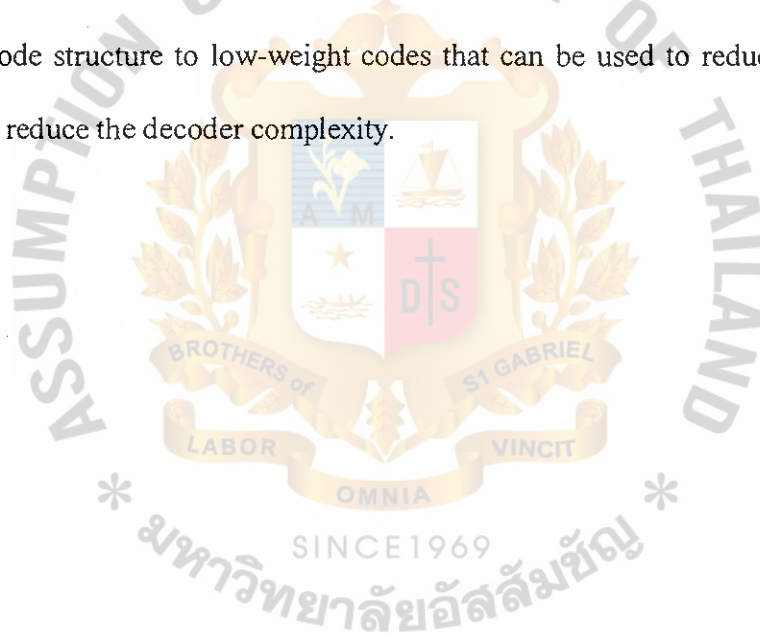 ode structure to low-weight codes that can be used to reduc
reduce the decoder complexity.
ASSUMPTION
OF THAILAND
A M
D S
BROTHERS of
ST GABRIEL
LABOR
VINCIT
OMNIA
* *
SINCE1969
มหาวิทยาลัยอัสสัมชัญ